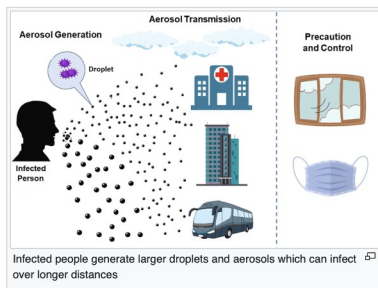 Aerosol Transmission
Aerosol Generation
Droplet
Infected
Person
Precaution
and Control
Infected people generate larger droplets and aerosols which can infect
over longer distances